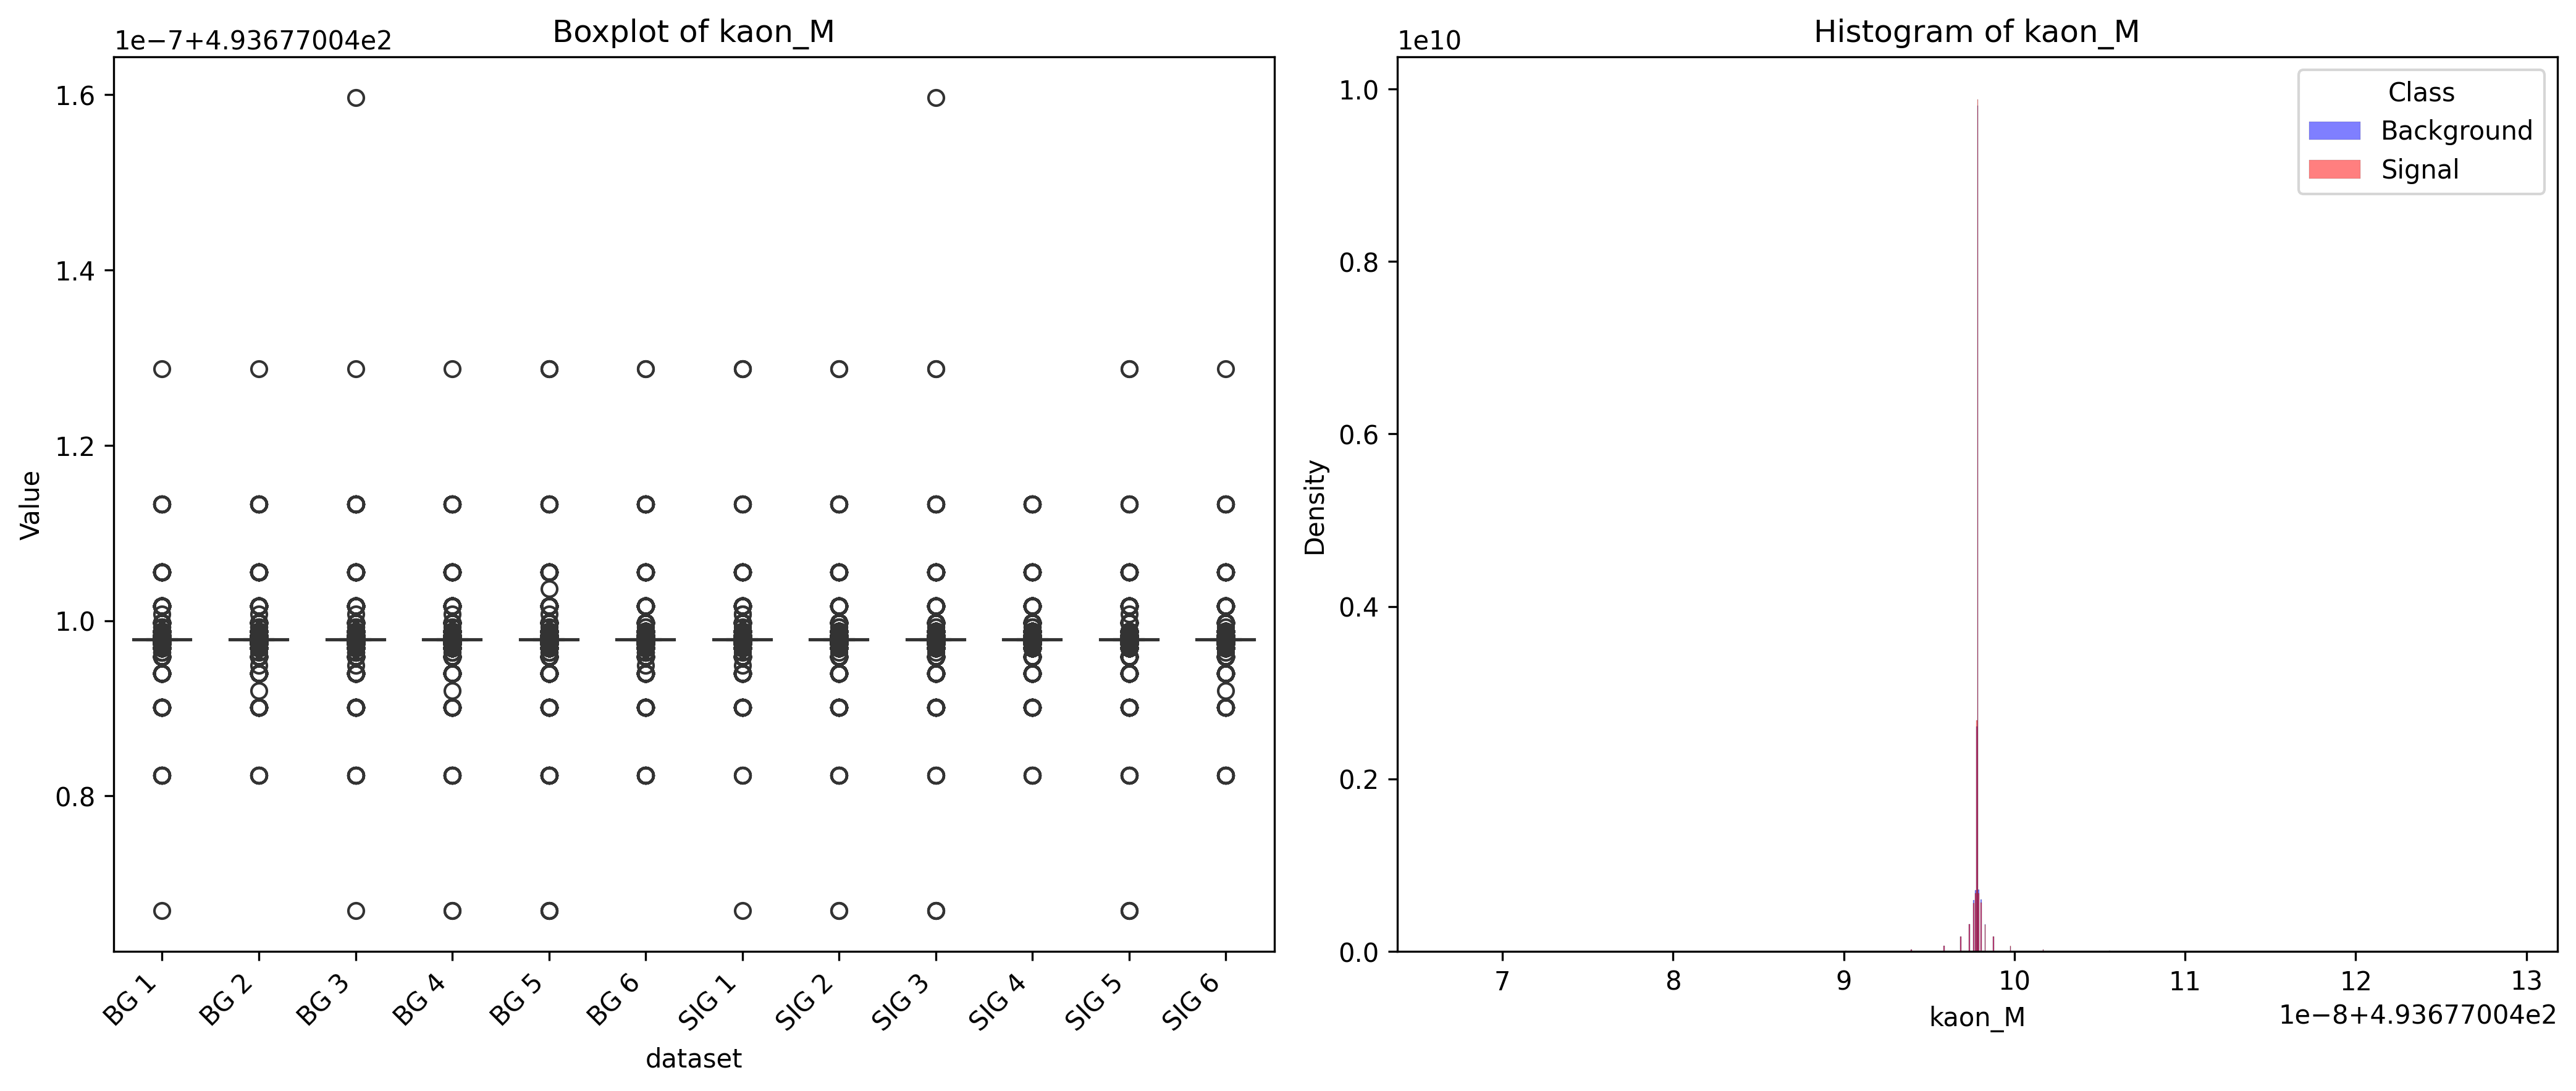 Boxplot of kaon_M
1e−7+4.93677004e2
1.6
1.4
1.2
1.0
0.8
Value
BG 1
BG 2
BG 3
BG 4
BG 5
BG 6
SIG 1
SIG 2
SIG 3
SIG 4
SIG 5
SIG 6
dataset
Histogram of kaon_M
1e10
1.0
0.8
0.6
0.4
0.2
0.0
Density
Class
Background
Signal
7
8
9
10
11
12
13
kaon_M
1e−8+4.93677004e2